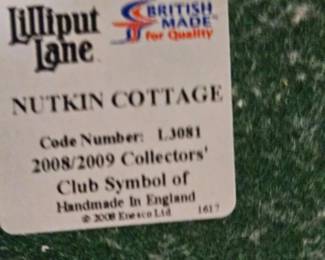 Lilliput
Lane
BRITISH
MADE
for Quality
NUTKIN COTTAGE
Code Number: L3081
2008/2009 Collectors'
Club Symbol of
Handmade In England
© 2008 Enesco Ltd 1617